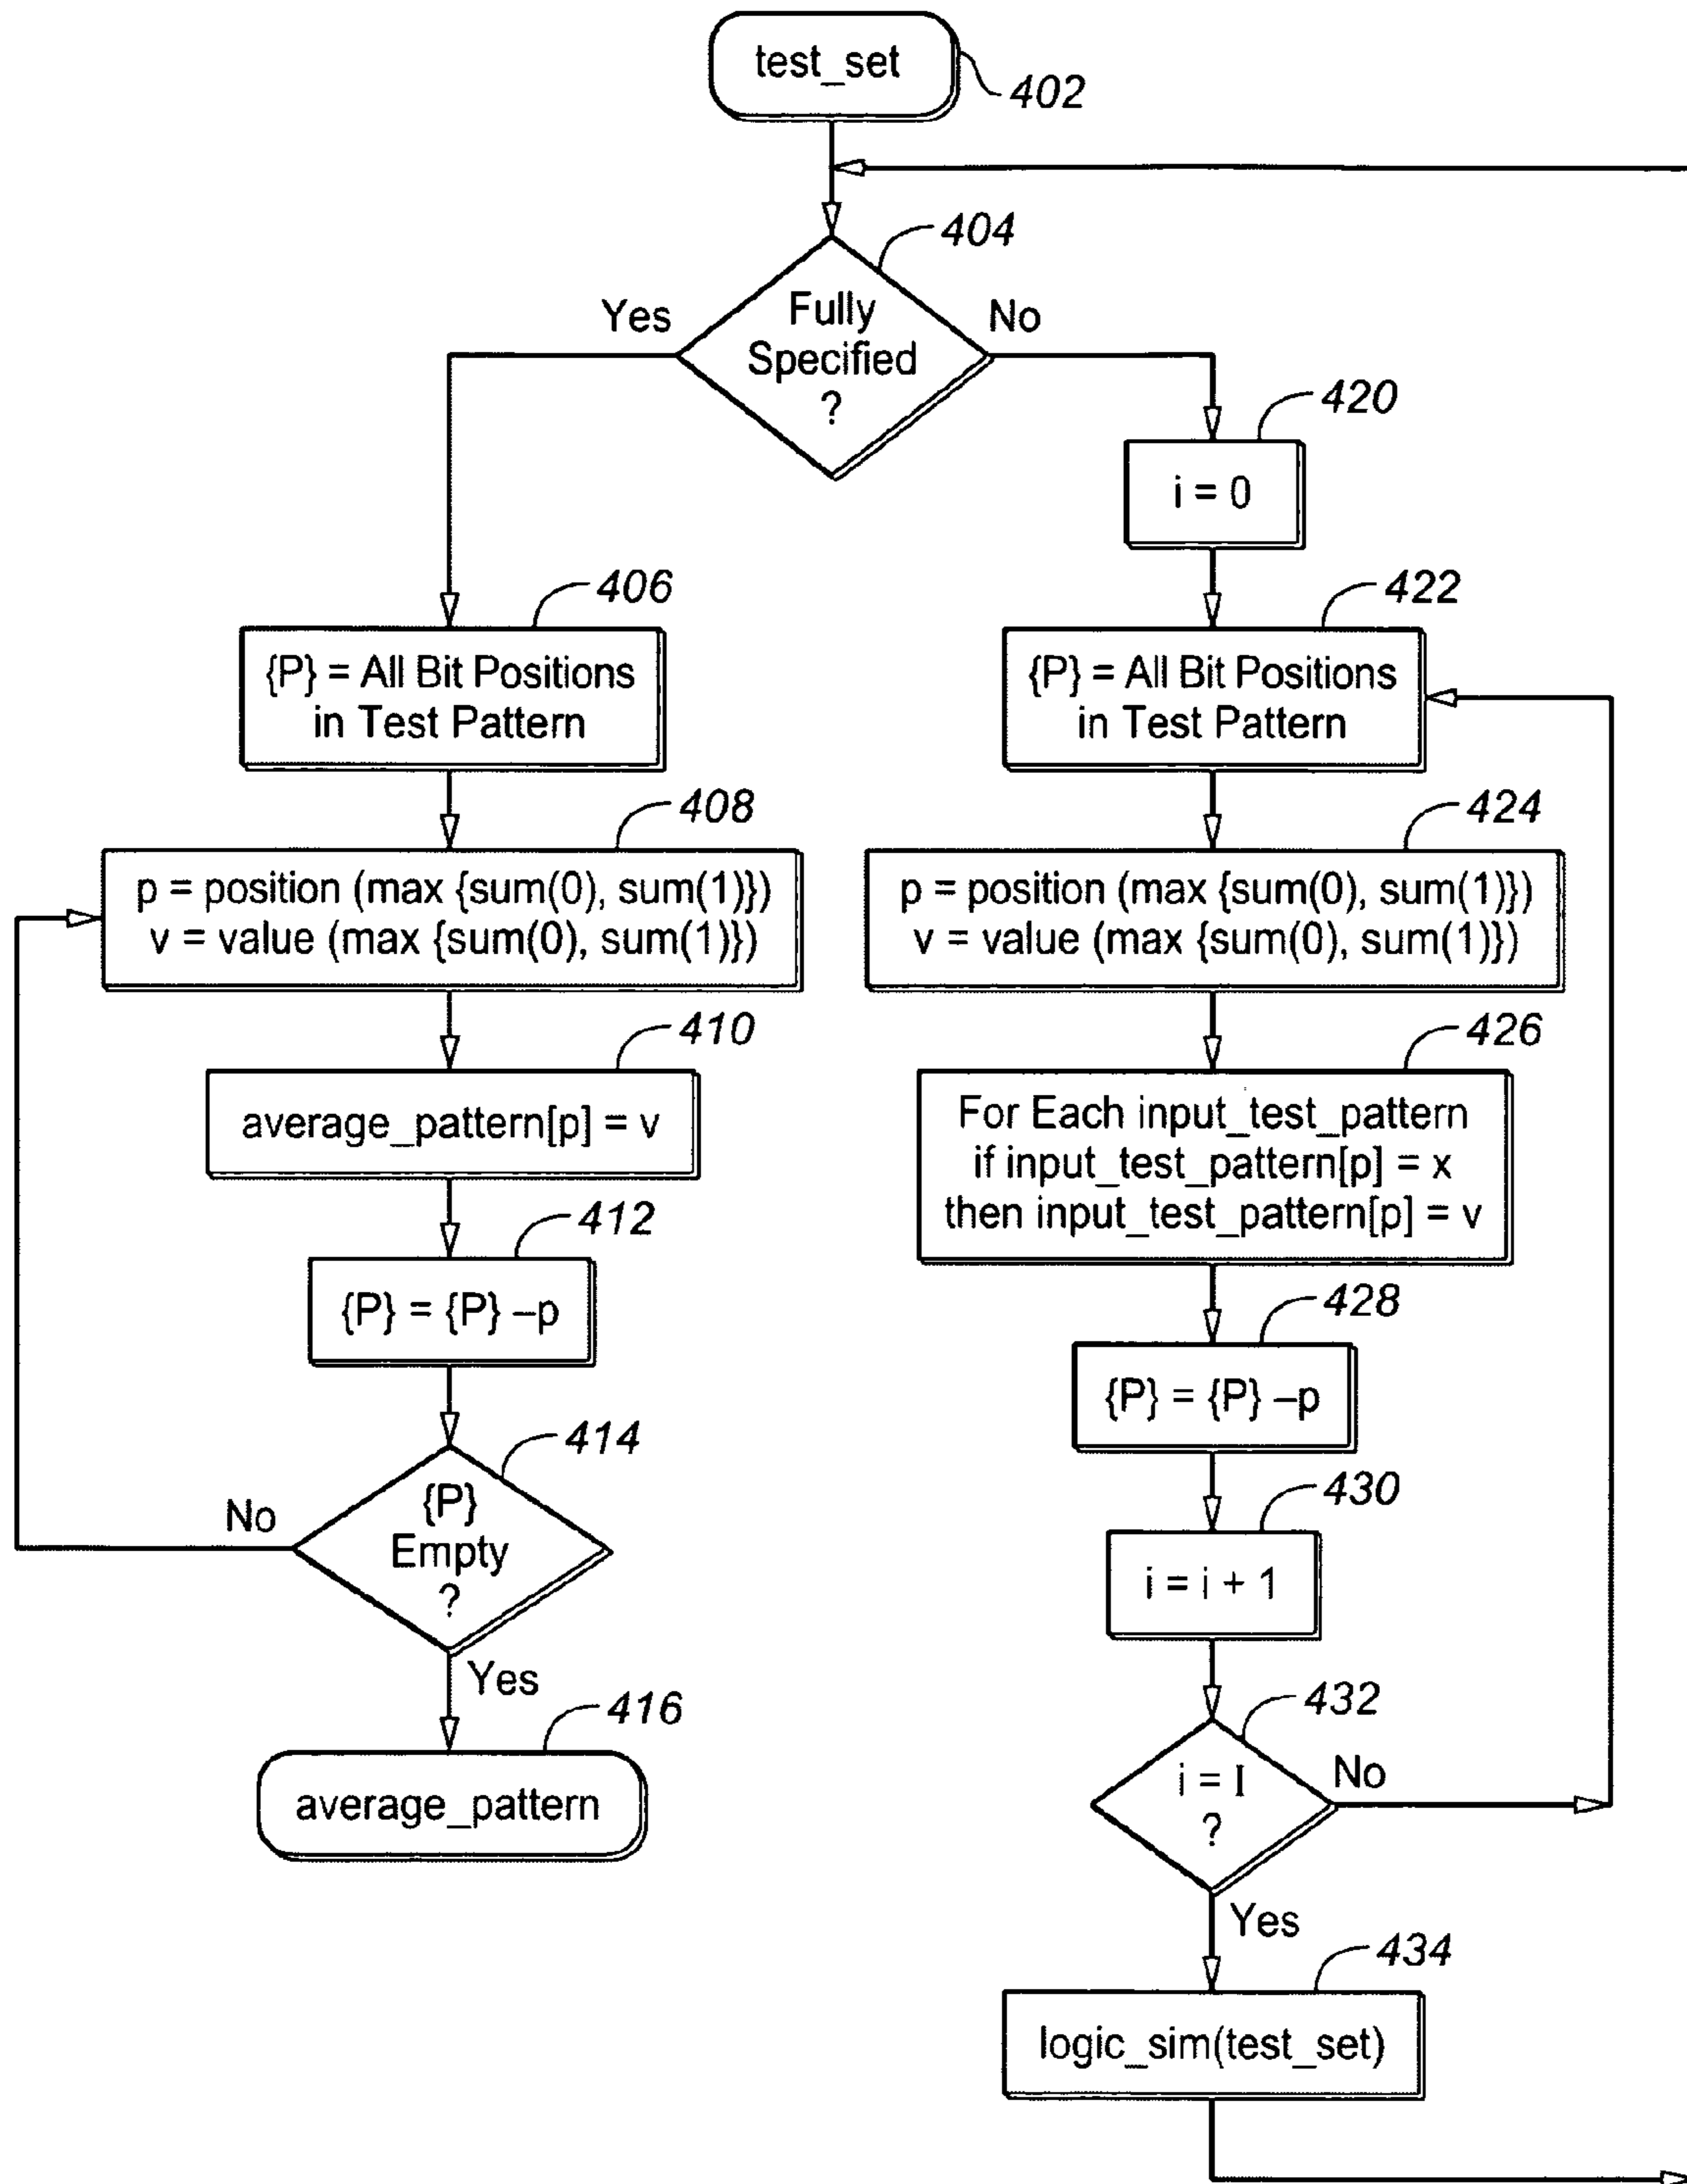 test_set
402
404
Fully
Specified
?
Yes
No
420
i = 0
406
{P} = All Bit Positions
in Test Pattern
422
{P} = All Bit Positions
in Test Pattern
408
p = position (max {sum(0), sum(1)})
v = value (max {sum(0), sum(1)})
424
p = position (max {sum(0), sum(1)})
v = value (max {sum(0), sum(1)})
410
average_pattern[p] = v
426
For Each input_test_pattern
if input_test_pattern[p] = x
then input_test_pattern[p] = v
412
{P} = {P} –p
428
{P} = {P} –p
414
{P}
Empty
?
No
Yes
430
i = i + 1
416
average_pattern
432
i = I
?
No
Yes
434
logic_sim(test_set)